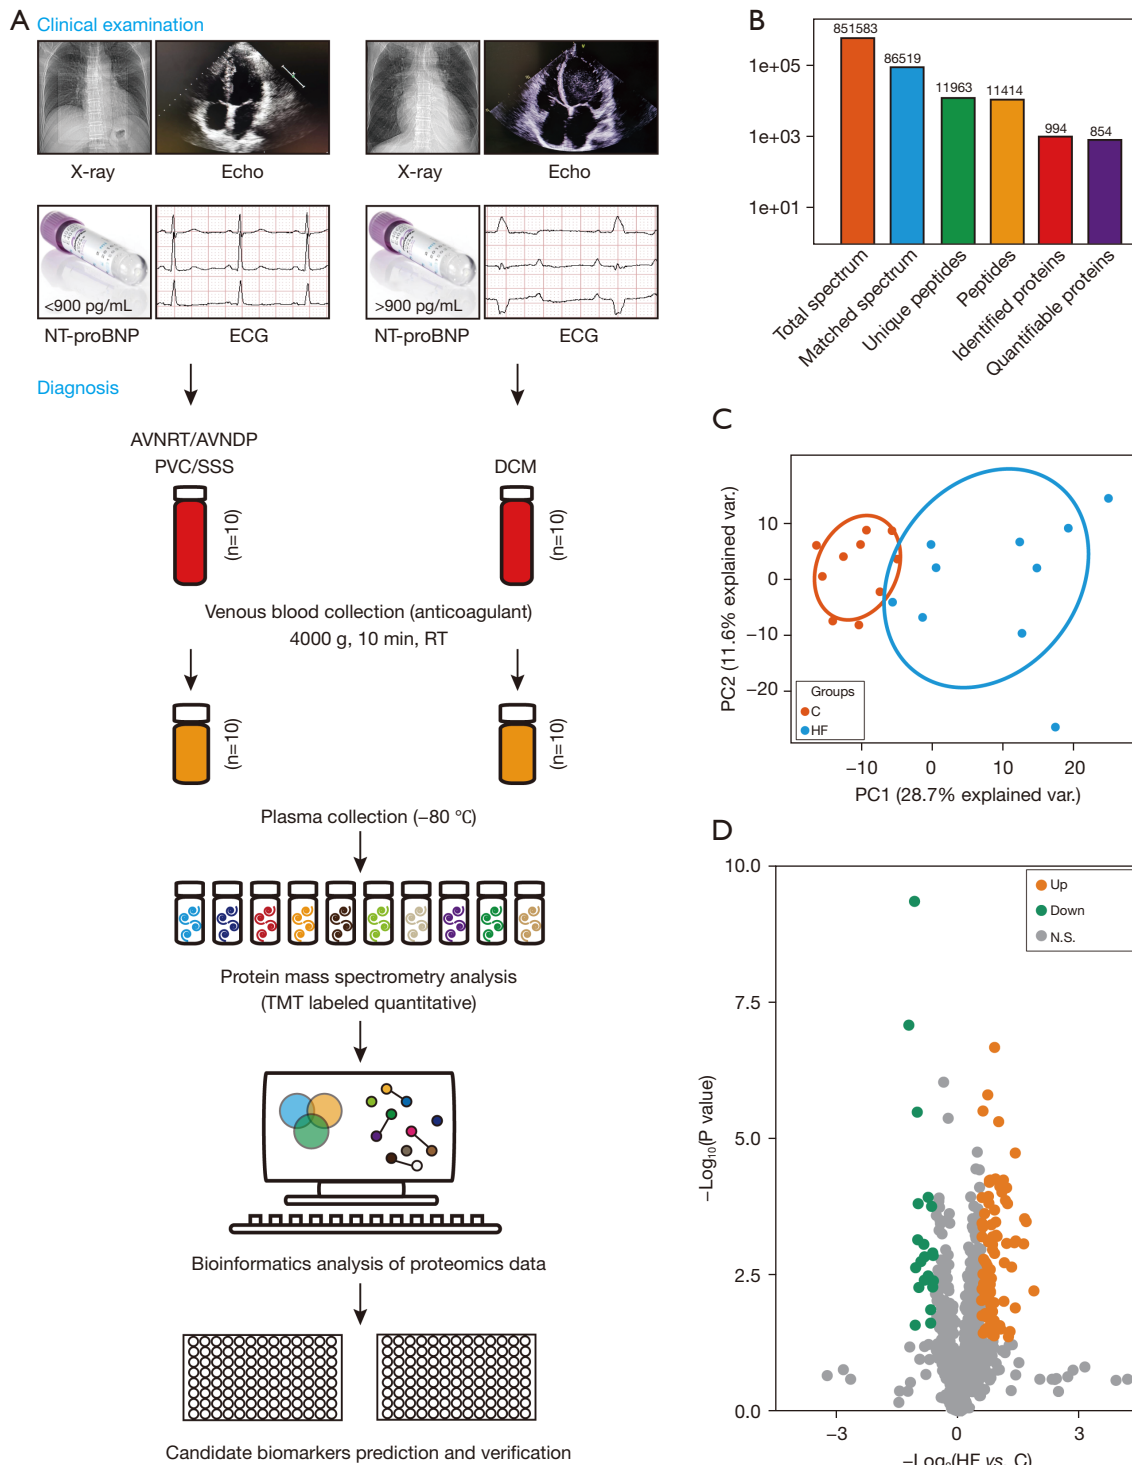 A
Clinical examination
X-ray
Echo
X-ray
Echo
<900 pg/mL
>900 pg/mL
NT-proBNP
ECG
NT-proBNP
ECG
Diagnosis
AVNRT/AVNDP
PVC/SSS
DCM
(n=10)
(n=10)
Venous blood collection (anticoagulant)
4000 g, 10 min, RT
(n=10)
(n=10)
Plasma collection (−80 °C)
Protein mass spectrometry analysis
(TMT labeled quantitative)
Bioinformatics analysis of proteomics data
Candidate biomarkers prediction and verification
B
851583
86519
11963
11414
994
854
1e+05
1e+03
1e+01
Total spectrum
Matched spectrum
Unique peptides
Peptides
Identified proteins
Quantifiable proteins
C
PC2 (11.6% explained var.)
10
0
−10
−20
Groups
C
HF
−10
0
10
20
PC1 (28.7% explained var.)
D
−Log10(P value)
10.0
7.5
5.0
2.5
0.0
Up
Down
N.S.
−3
0
3
−Log2(HF vs. C)